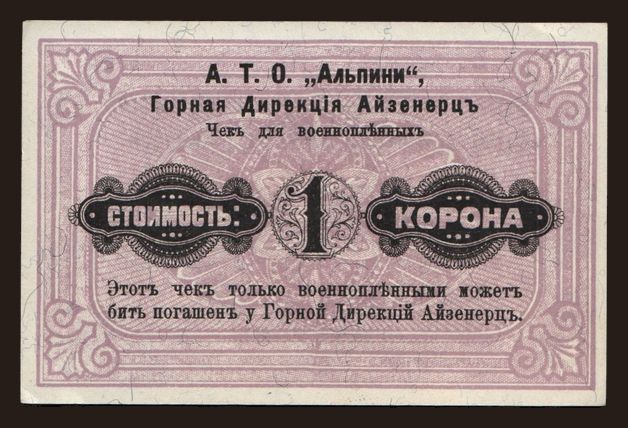 А. Т. О. „Альпини“,
Горная Дирекція Айзенерцъ
Чекъ для военноплѣнныхъ
СТОИМОСТЬ: 1 КОРОНА
Этотъ чекъ только военноплѣнными можетъ
бить погашенъ у Горной Дирекцій Айзенерцъ.